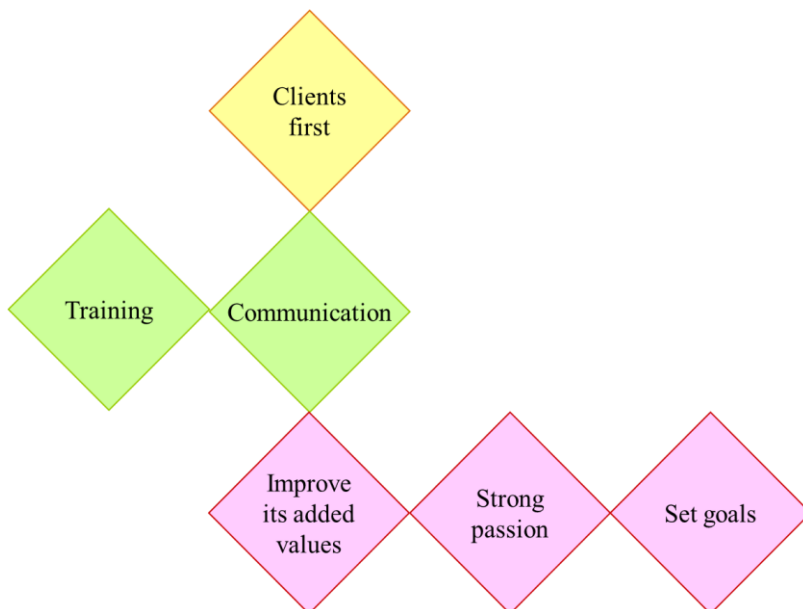 Clients
first
Training
Communication
Improve
its added
values
Strong
passion
Set goals